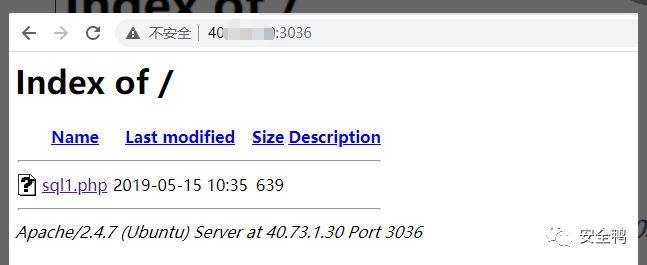 Index of /
不安全 | 40 0:3036
Index of /
Name Last modified Size Description
sql1.php 2019-05-15 10:35 639
Apache/2.4.7 (Ubuntu) Server at 40.73.1.30 Port 3036
安全鸭